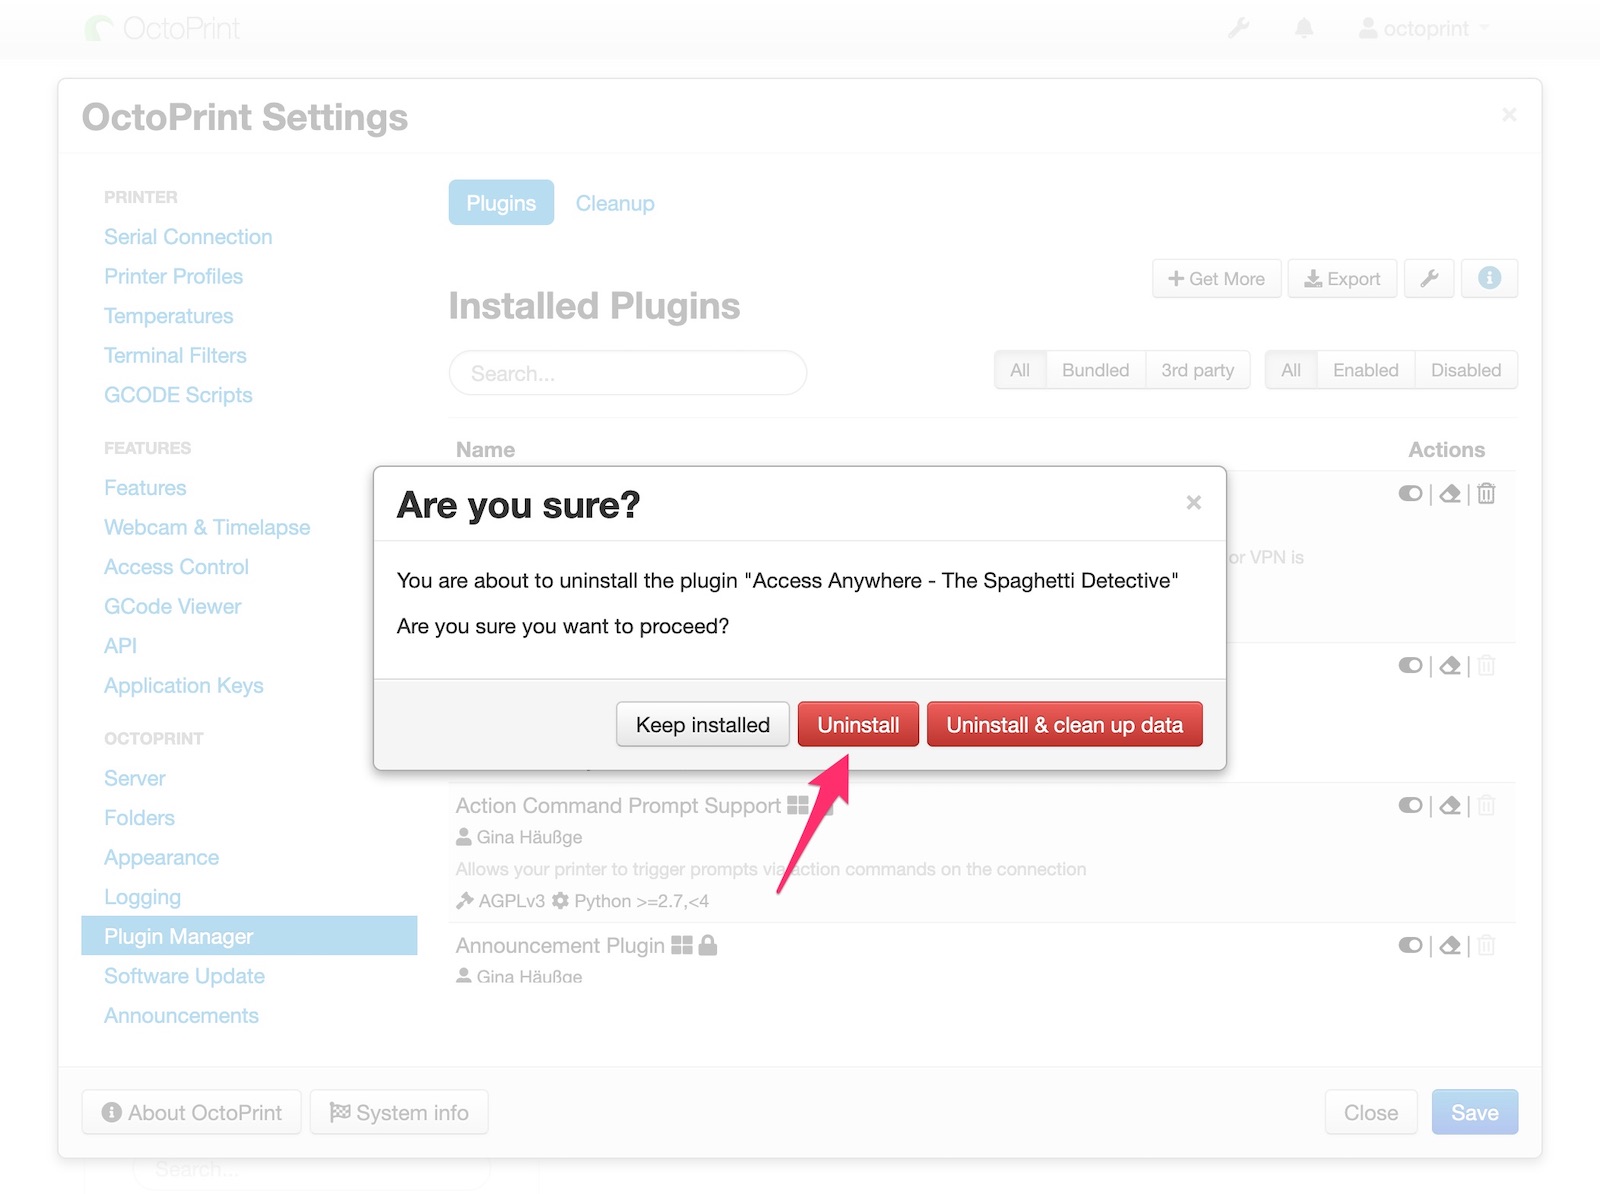 OctoPrint
octoprint
OctoPrint Settings
×
PRINTER
Serial Connection
Printer Profiles
Temperatures
Terminal Filters
GCODE Scripts
FEATURES
Features
Webcam & Timelapse
Access Control
GCode Viewer
API
Application Keys
OCTOPRINT
Server
Folders
Appearance
Logging
Plugin Manager
Software Update
Announcements
Plugins Cleanup
Get More Export
Installed Plugins
Search...
All Bundled 3rd party All Enabled Disabled
Name Actions
or VPN is
Are you sure? ×
You are about to uninstall the plugin "Access Anywhere - The Spaghetti Detective"
Are you sure you want to proceed?
Keep installed Uninstall Uninstall & clean up data
Action Command Prompt Support
Gina Häußge
Allows your printer to trigger prompts via action commands on the connection
AGPLv3 Python >=2.7,<4
Announcement Plugin
Gina Häußge
About OctoPrint System info Close Save
Search...